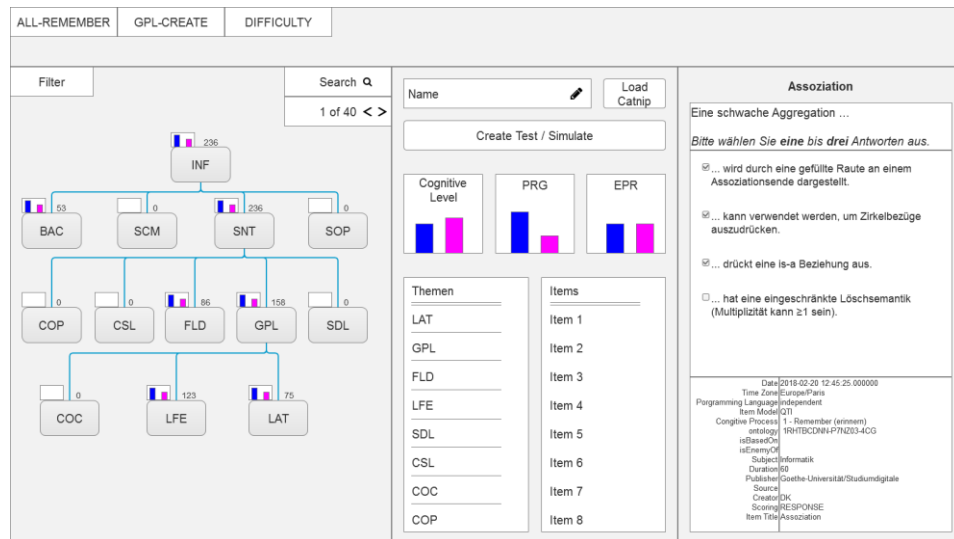 ALL-REMEMBER
GPL-CREATE
DIFFICULTY
Filter
Search
1 of 40 < >
236
INF
53
0
236
0
BAC
SCM
SNT
SOP
0
0
86
158
0
COP
CSL
FLD
GPL
SDL
0
123
75
COC
LFE
LAT
Name
Load
Catnip
Create Test / Simulate
Cognitive
Level
PRG
EPR
Themen
LAT
GPL
FLD
LFE
SDL
CSL
COC
COP
Items
Item 1
Item 2
Item 3
Item 4
Item 5
Item 6
Item 7
Item 8
Assoziation
Eine schwache Aggregation ...
Bitte wählen Sie eine bis drei Antworten aus.
... wird durch eine gefüllte Raute an einem
Assoziationsende dargestellt.
... kann verwendet werden, um Zirkelbezüge
auszudrücken.
... drückt eine is-a Beziehung aus.
... hat eine eingeschränkte Löschsemantik
(Multiplizität kann ≥1 sein).
Date 2018-02-20 12:45:25.000000
Time Zone Europe/Paris
Porgramming Language independent
Item Model QTI
Congitive Process 1 - Remember (erinnern)
ontology 1RHTBCDNN-P7NZ03-4CG
isBasedOn
isEnemyOf
Subject Informatik
Duration 60
Publisher Goethe-Universität/Studiumdigitale
Source
Creator DK
Scoring RESPONSE
Item Title Assoziation